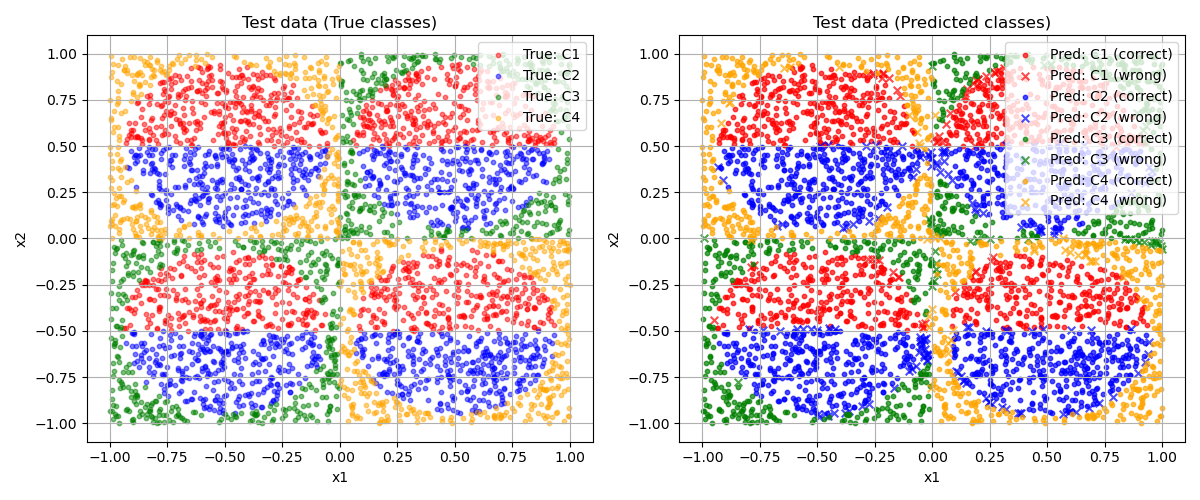 Test data (True classes)
x2
1.00
0.75
0.50
0.25
0.00
−0.25
−0.50
−0.75
−1.00
True: C1
True: C2
True: C3
True: C4
−1.00 −0.75 −0.50 −0.25 0.00 0.25 0.50 0.75 1.00
x1
Test data (Predicted classes)
x2
1.00
0.75
0.50
0.25
0.00
−0.25
−0.50
−0.75
−1.00
Pred: C1 (correct)
Pred: C1 (wrong)
Pred: C2 (correct)
Pred: C2 (wrong)
Pred: C3 (correct)
Pred: C3 (wrong)
Pred: C4 (correct)
Pred: C4 (wrong)
−1.00 −0.75 −0.50 −0.25 0.00 0.25 0.50 0.75 1.00
x1